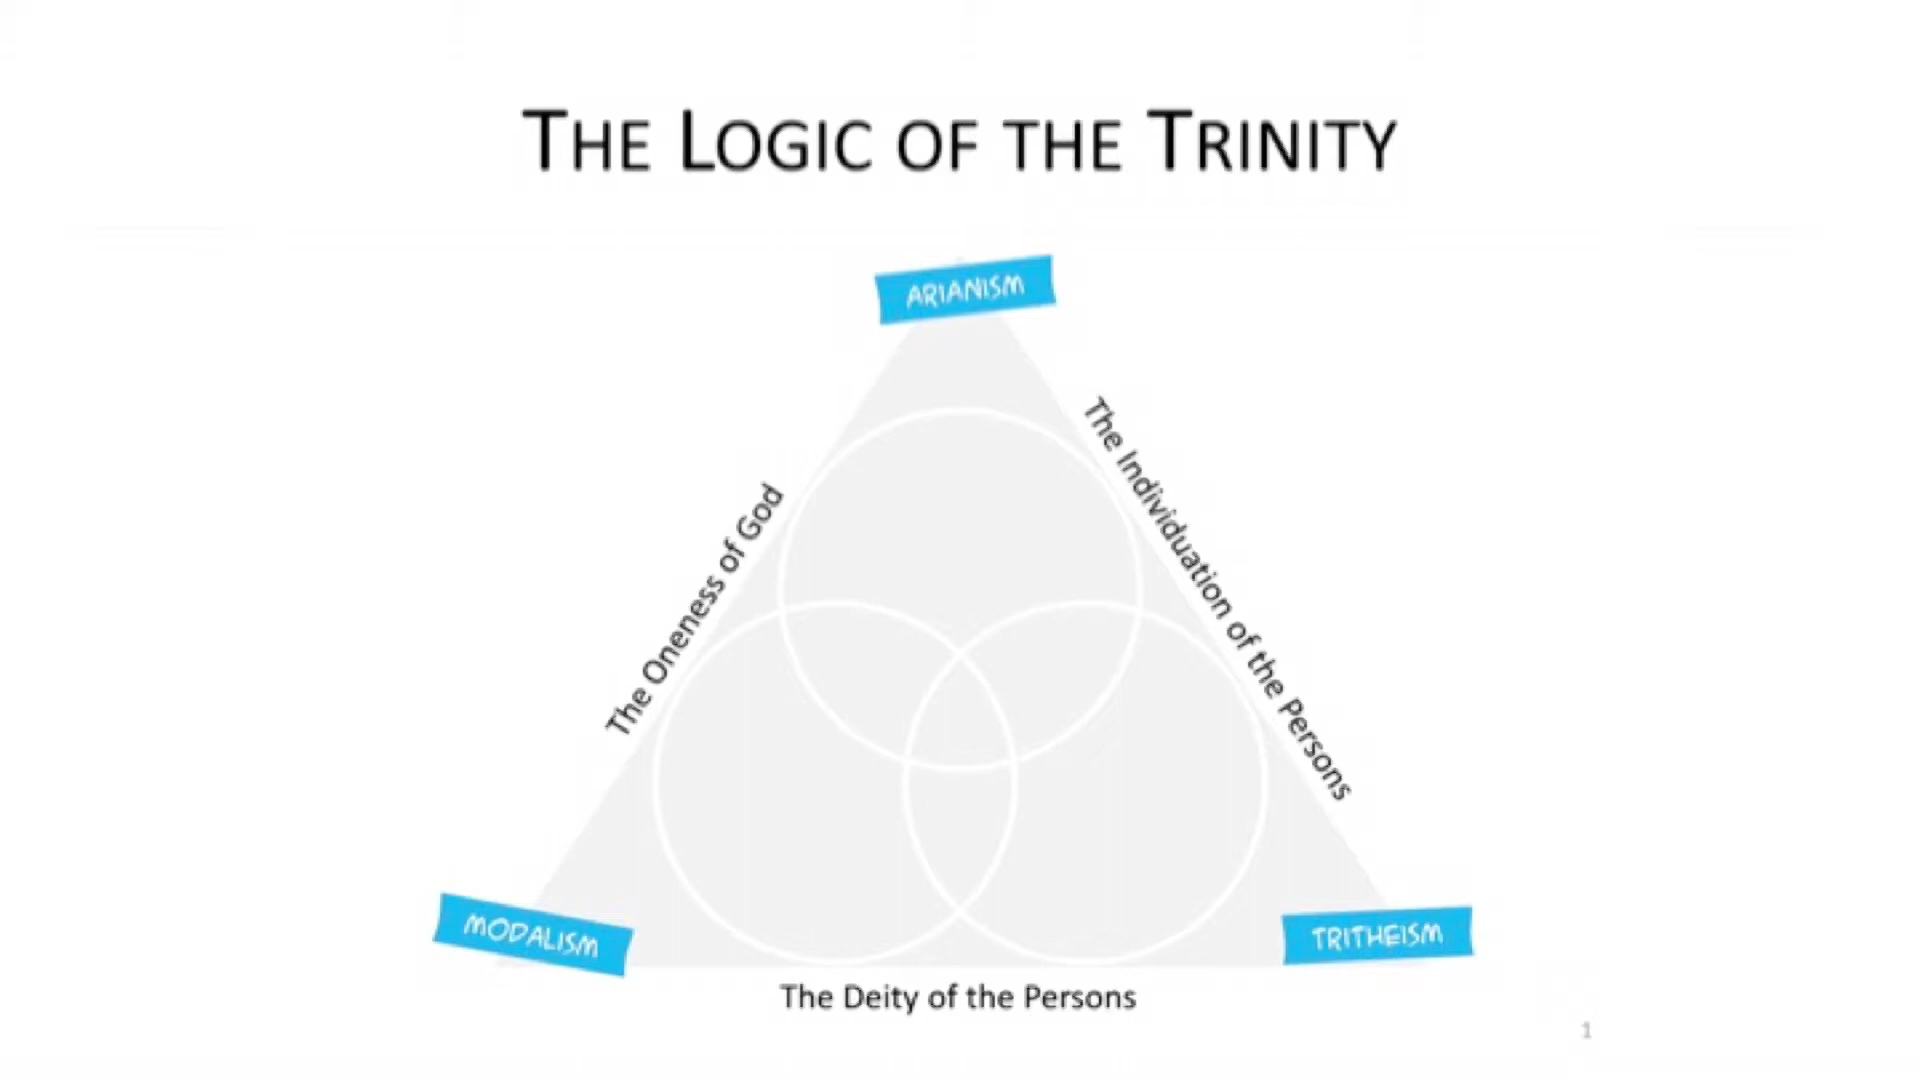 THE LOGIC OF THE TRINITY
ARIANISM
The Oneness of God
The Individuation of the Persons
MODALISM
TRITHEISM
The Deity of the Persons
1